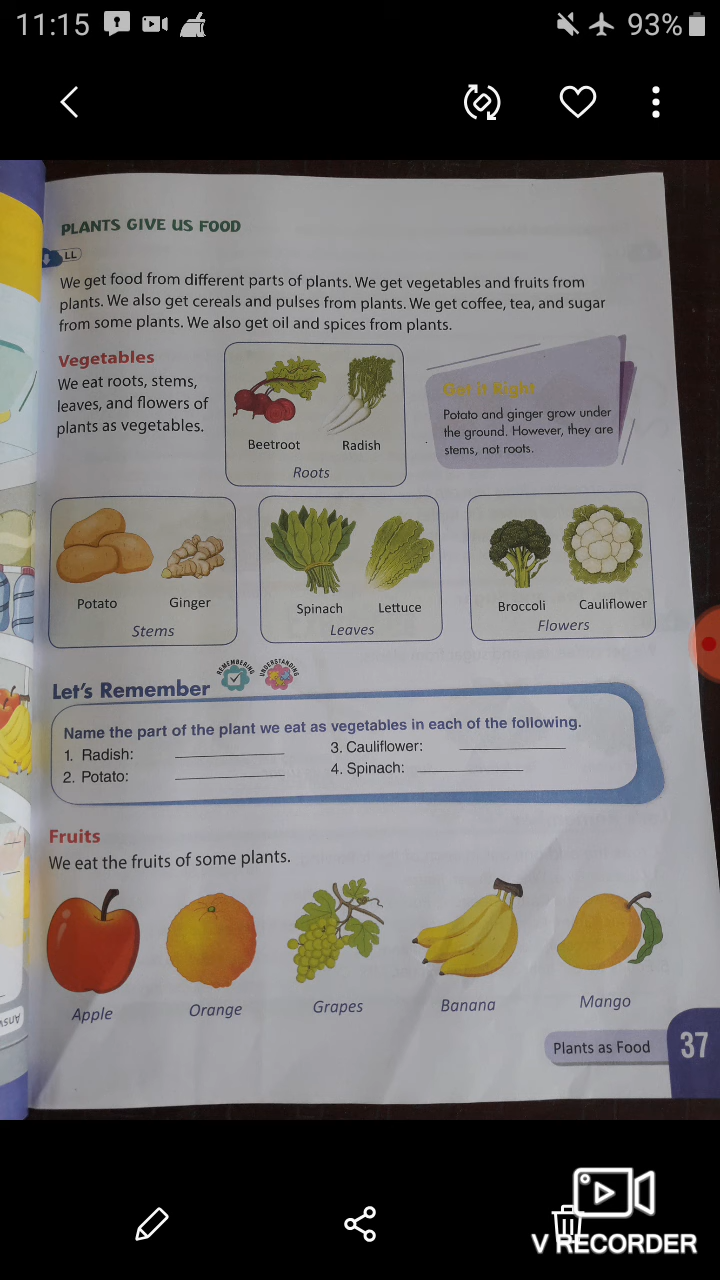 11:15
93%
PLANTS GIVE US FOOD
LL
We get food from different parts of plants. We get vegetables and fruits from
plants. We also get cereals and pulses from plants. We get coffee, tea, and sugar
from some plants. We also get oil and spices from plants.
Vegetables
We eat roots, stems,
leaves, and flowers of
plants as vegetables.
Beetroot Radish
Roots
Get it Right
Potato and ginger grow under
the ground. However, they are
stems, not roots.
Potato Ginger
Stems
Spinach Lettuce
Leaves
Broccoli Cauliflower
Flowers
Let's Remember
REMEMBERING
UNDERSTANDING
Name the part of the plant we eat as vegetables in each of the following.
1. Radish:
2. Potato:
3. Cauliflower:
4. Spinach:
Fruits
We eat the fruits of some plants.
Apple Orange Grapes Banana Mango
Plants as Food 37
V RECORDER